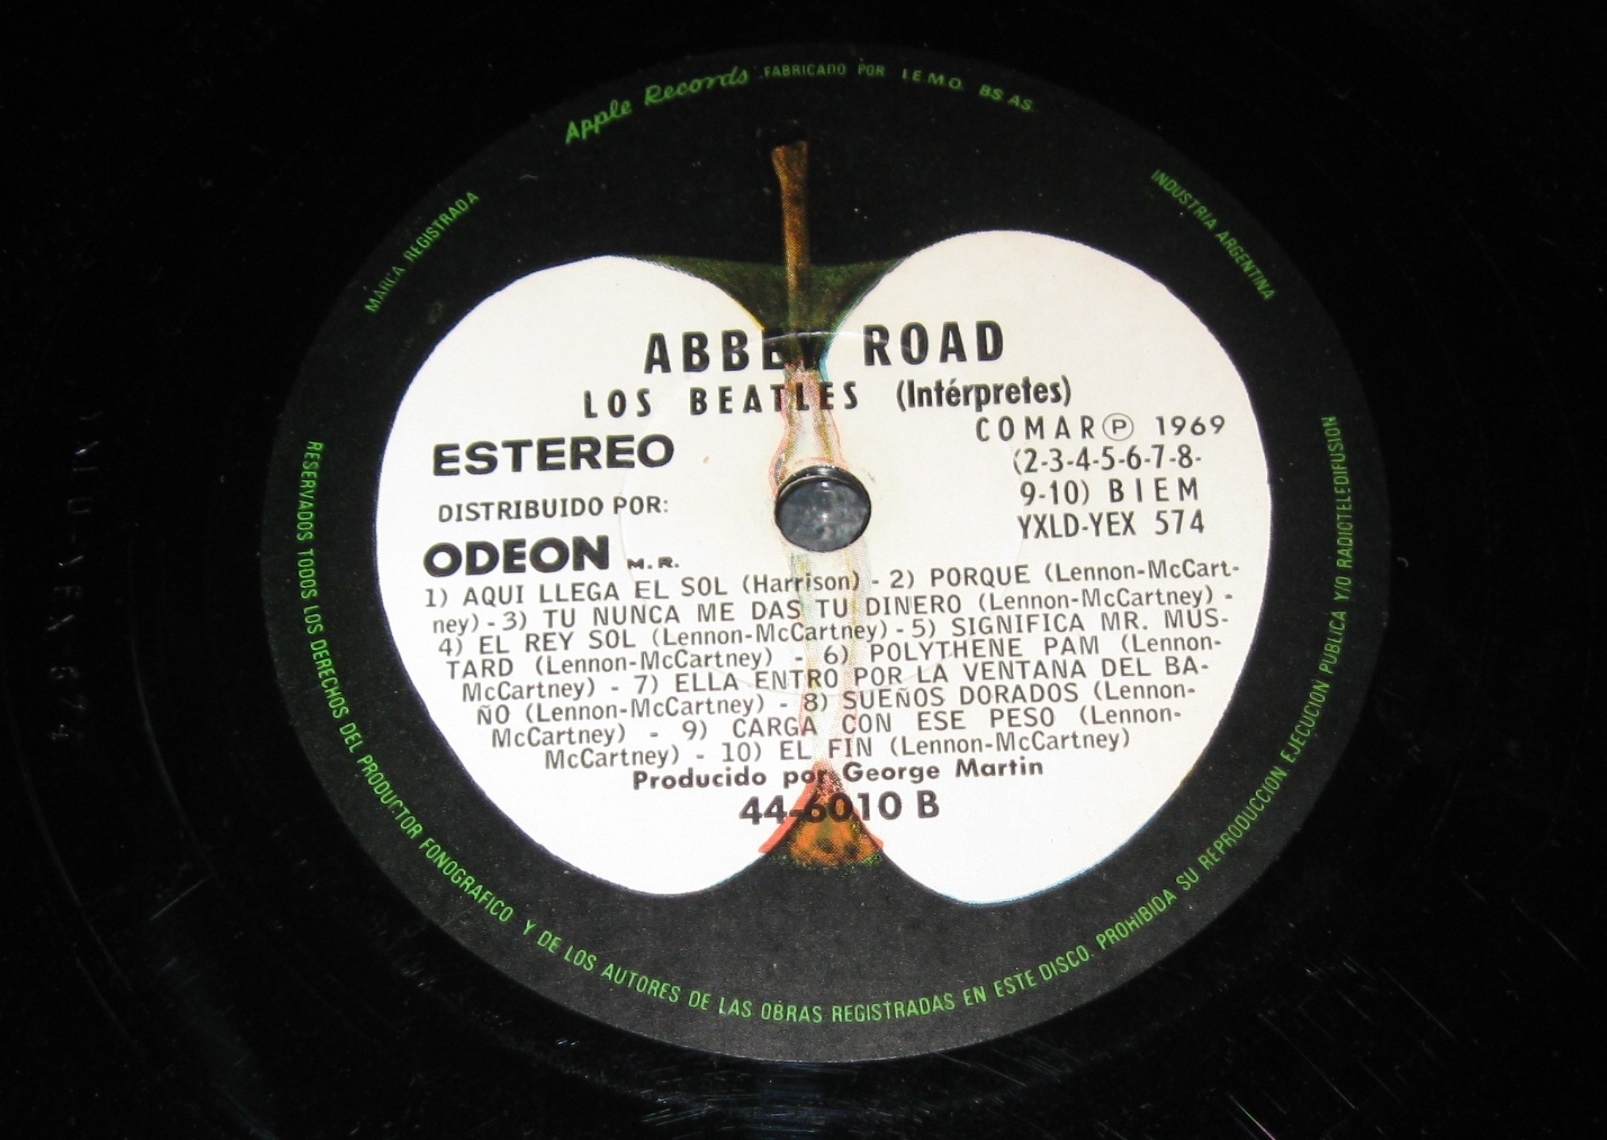 Apple Records FABRICADO POR I.E.M.O. BS AS
MARCA REGISTRADA
INDUSTRIA ARGENTINA
ABBEY ROAD
LOS BEATLES (Intérpretes)
ESTEREO
COMAR Ⓟ 1969
(2-3-4-5-6-7-8-
9-10) BIEM
YXLD-YEX 574
DISTRIBUIDO POR:
ODEON M.R.
1) AQUI LLEGA EL SOL (Harrison) - 2) PORQUE (Lennon-McCart-
ney) - 3) TU NUNCA ME DAS TU DINERO (Lennon-McCartney) -
4) EL REY SOL (Lennon-McCartney) - 5) SIGNIFICA MR. MUS-
TARD (Lennon-McCartney) - 6) POLYTHENE PAM (Lennon-
McCartney) - 7) ELLA ENTRO POR LA VENTANA DEL BA-
ÑO (Lennon-McCartney) - 8) SUEÑOS DORADOS (Lennon-
McCartney) - 9) CARGA CON ESE PESO (Lennon-
McCartney) - 10) EL FIN (Lennon-McCartney)
Producido por George Martin
44-6010 B
RESERVADOS TODOS LOS DERECHOS DEL PRODUCTOR FONOGRAFICO Y DE LOS AUTORES DE LAS OBRAS REGISTRADAS EN ESTE DISCO. PROHIBIDA SU REPRODUCCION EJECUCION PUBLICA Y/O RADIOTELEDIFUSION